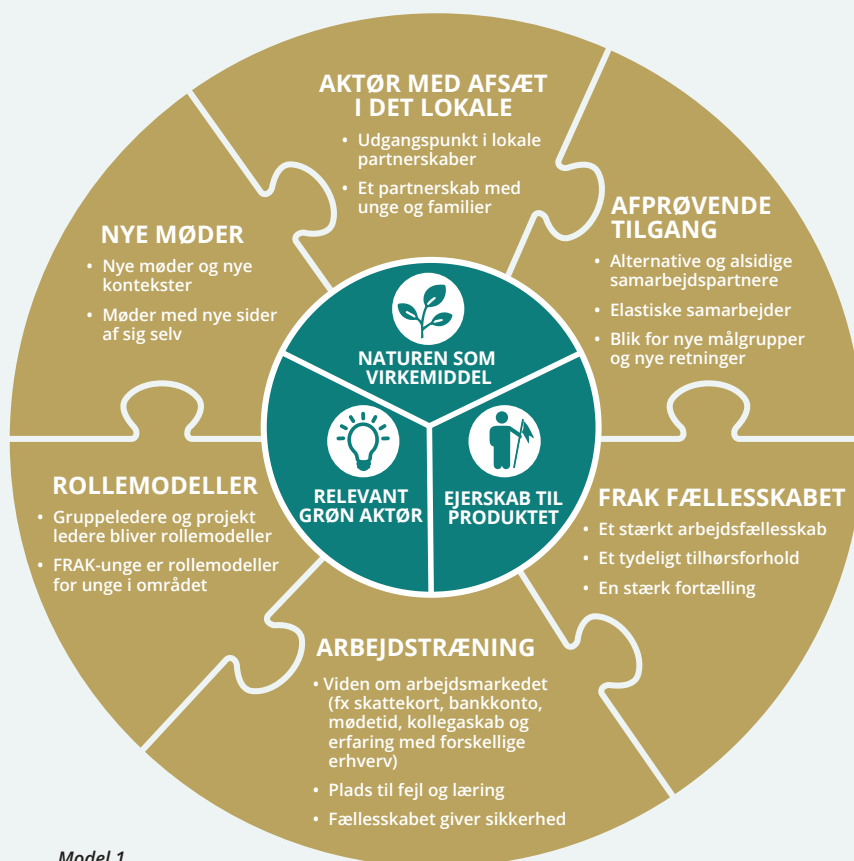 AKTØR MED AFSÆT
I DET LOKALE
• Udgangspunkt i lokale
partnerskaber
• Et partnerskab med
unge og familier
AFPRØVENDE
TILGANG
• Alternative og alsidige
samarbejdspartnere
• Elastiske samarbejder
• Blik for nye målgrupper
og nye retninger
FRAK FÆLLESSKABET
• Et stærkt arbejdsfællesskab
• Et tydeligt tilhørsforhold
• En stærk fortælling
ARBEJDSTRÆNING
• Viden om arbejdsmarkedet
(fx skattekort, bankkonto,
mødetid, kollegaskab og
erfaring med forskellige
erhverv)
• Plads til fejl og læring
• Fællesskabet giver sikkerhed
ROLLEMODELLER
• Gruppeledere og projekt
ledere bliver rollemodeller
• FRAK-unge er rollemodeller
for unge i området
NYE MØDER
• Nye møder og nye
kontekster
• Møder med nye sider
af sig selv
NATUREN SOM
VIRKEMIDDEL
RELEVANT
GRØN AKTØR
EJERSKAB TIL
PRODUKTET
Model 1